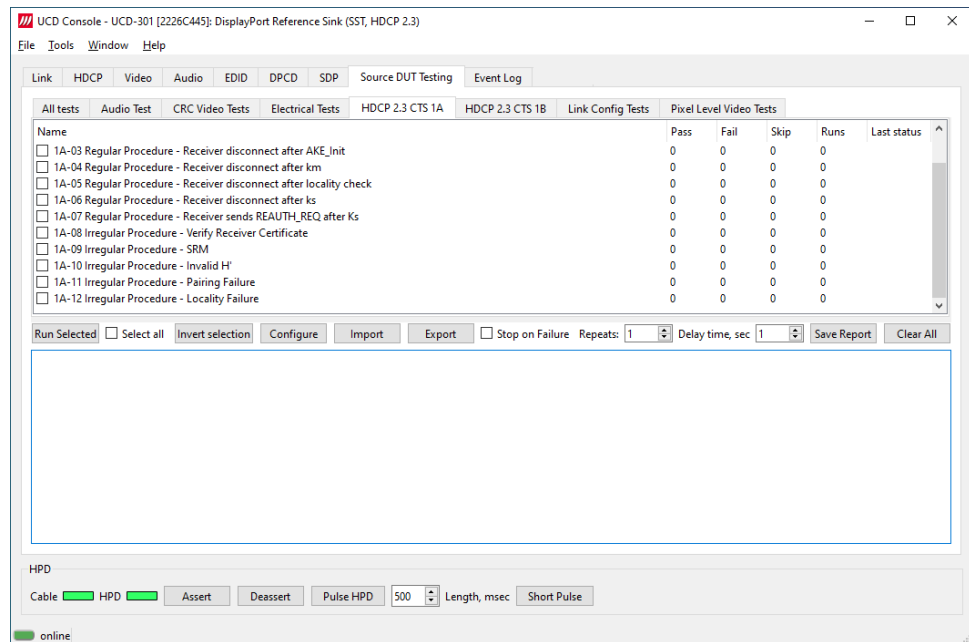 UCD Console - UCD-301 [2226C445]: DisplayPort Reference Sink (SST, HDCP 2.3)
File Tools Window Help
Link HDCP Video Audio EDID DPCD SDP Source DUT Testing Event Log
All tests Audio Test CRC Video Tests Electrical Tests HDCP 2.3 CTS 1A HDCP 2.3 CTS 1B Link Config Tests Pixel Level Video Tests
Name Pass Fail Skip Runs Last status
1A-03 Regular Procedure - Receiver disconnect after AKE_Init 0 0 0 0
1A-04 Regular Procedure - Receiver disconnect after km 0 0 0 0
1A-05 Regular Procedure - Receiver disconnect after locality check 0 0 0 0
1A-06 Regular Procedure - Receiver disconnect after ks 0 0 0 0
1A-07 Regular Procedure - Receiver sends REAUTH_REQ after Ks 0 0 0 0
1A-08 Irregular Procedure - Verify Receiver Certificate 0 0 0 0
1A-09 Irregular Procedure - SRM 0 0 0 0
1A-10 Irregular Procedure - Invalid H' 0 0 0 0
1A-11 Irregular Procedure - Pairing Failure 0 0 0 0
1A-12 Irregular Procedure - Locality Failure 0 0 0 0
Run Selected Select all Invert selection Configure Import Export Stop on Failure Repeats: 1 Delay time, sec 1 Save Report Clear All
HPD
Cable HPD Assert Deassert Pulse HPD 500 Length, msec Short Pulse
online